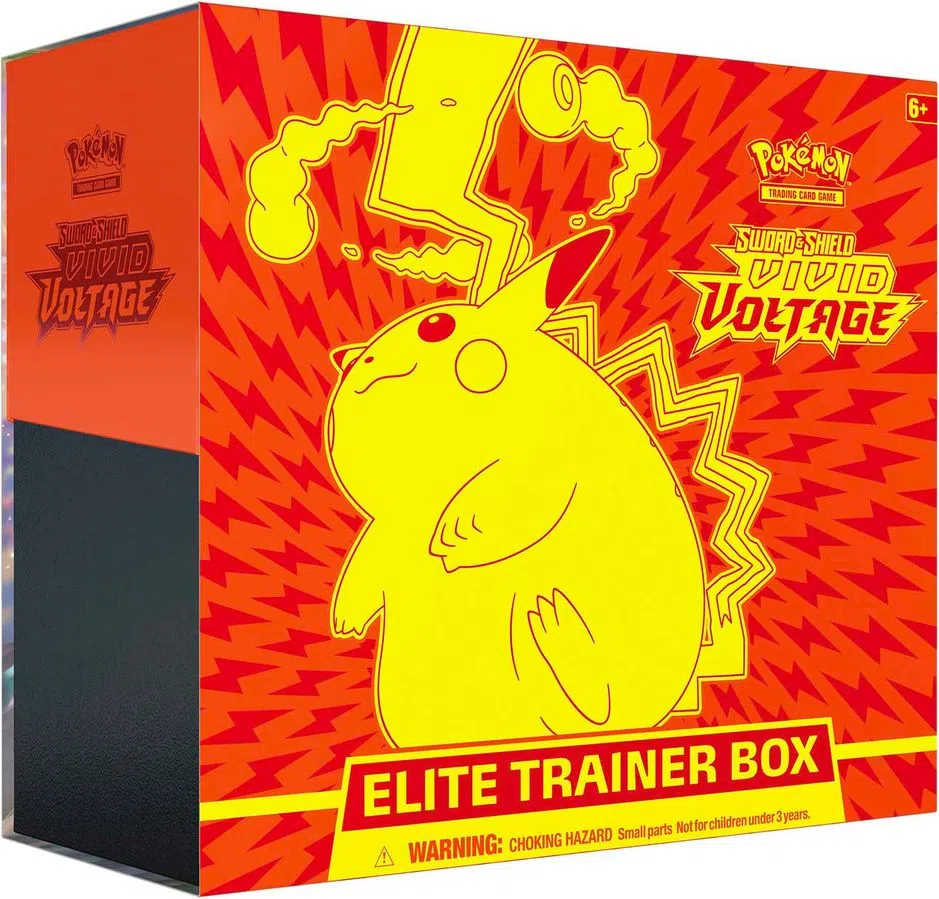 POKéMON
TRADING CARD GAME
SWORD & SHIELD
VIVID
VOLTAGE
6+
POKéMON
TRADING CARD GAME
SWORD & SHIELD
VIVID
VOLTAGE
ELITE TRAINER BOX
⚠ WARNING: CHOKING HAZARD Small parts Not for children under 3 years.